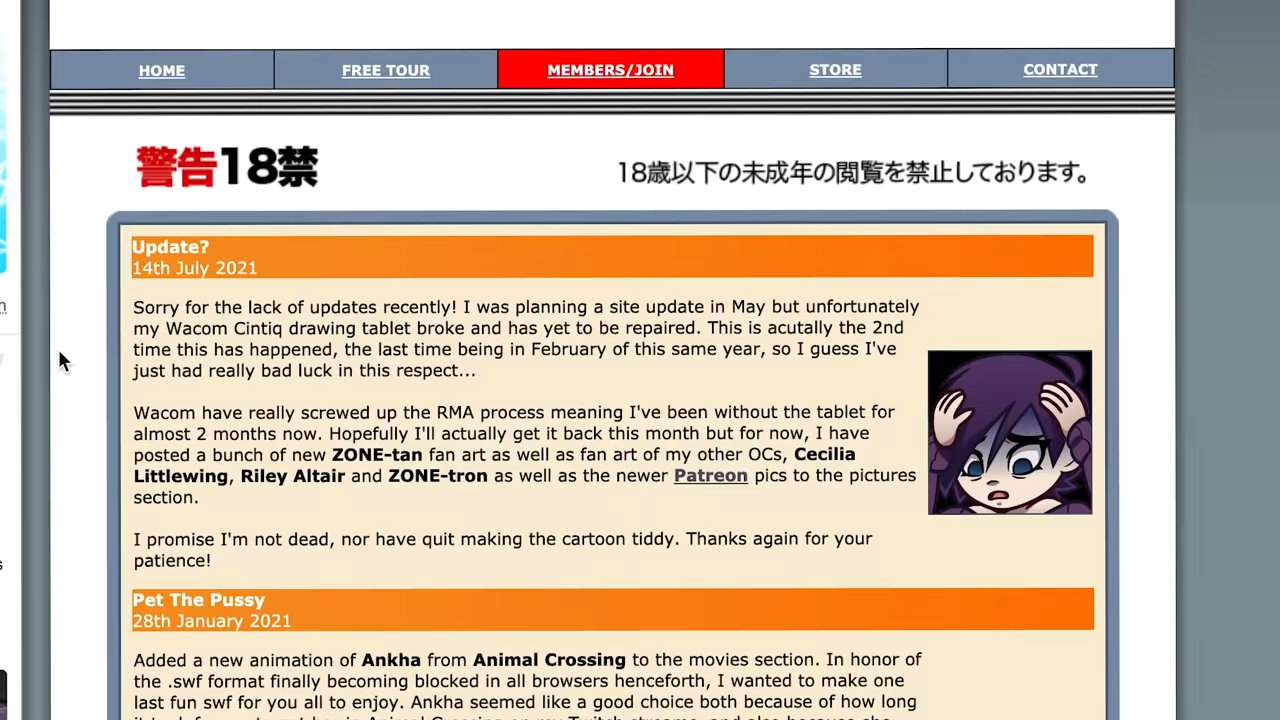 HOME
FREE TOUR
MEMBERS/JOIN
STORE
CONTACT
警告18禁
18歳以下の未成年の閲覧を禁止しております。
Update?
14th July 2021
Sorry for the lack of updates recently! I was planning a site update in May but unfortunately
my Wacom Cintiq drawing tablet broke and has yet to be repaired. This is acutally the 2nd
time this has happened, the last time being in February of this same year, so I guess I've
just had really bad luck in this respect...
Wacom have really screwed up the RMA process meaning I've been without the tablet for
almost 2 months now. Hopefully I'll actually get it back this month but for now, I have
posted a bunch of new ZONE-tan fan art as well as fan art of my other OCs, Cecilia
Littlewing, Riley Altair and ZONE-tron as well as the newer Patreon pics to the pictures
section.
I promise I'm not dead, nor have quit making the cartoon tiddy. Thanks again for your
patience!
Pet The Pussy
28th January 2021
Added a new animation of Ankha from Animal Crossing to the movies section. In honor of
the .swf format finally becoming blocked in all browsers henceforth, I wanted to make one
last fun swf for you all to enjoy. Ankha seemed like a good choice both because of how long